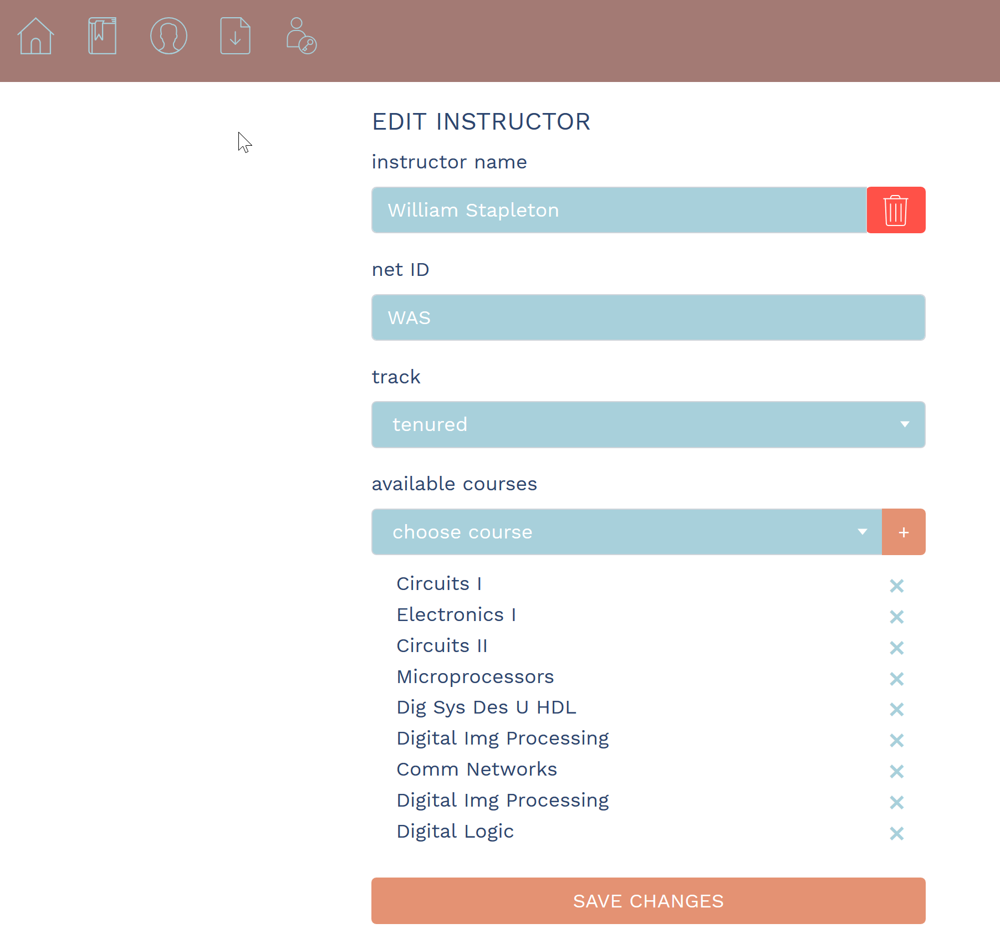 EDIT INSTRUCTOR
instructor name
William Stapleton
net ID
WAS
track
tenured
available courses
choose course
+
Circuits I
Electronics I
Circuits II
Microprocessors
Dig Sys Des U HDL
Digital Img Processing
Comm Networks
Digital Img Processing
Digital Logic
SAVE CHANGES